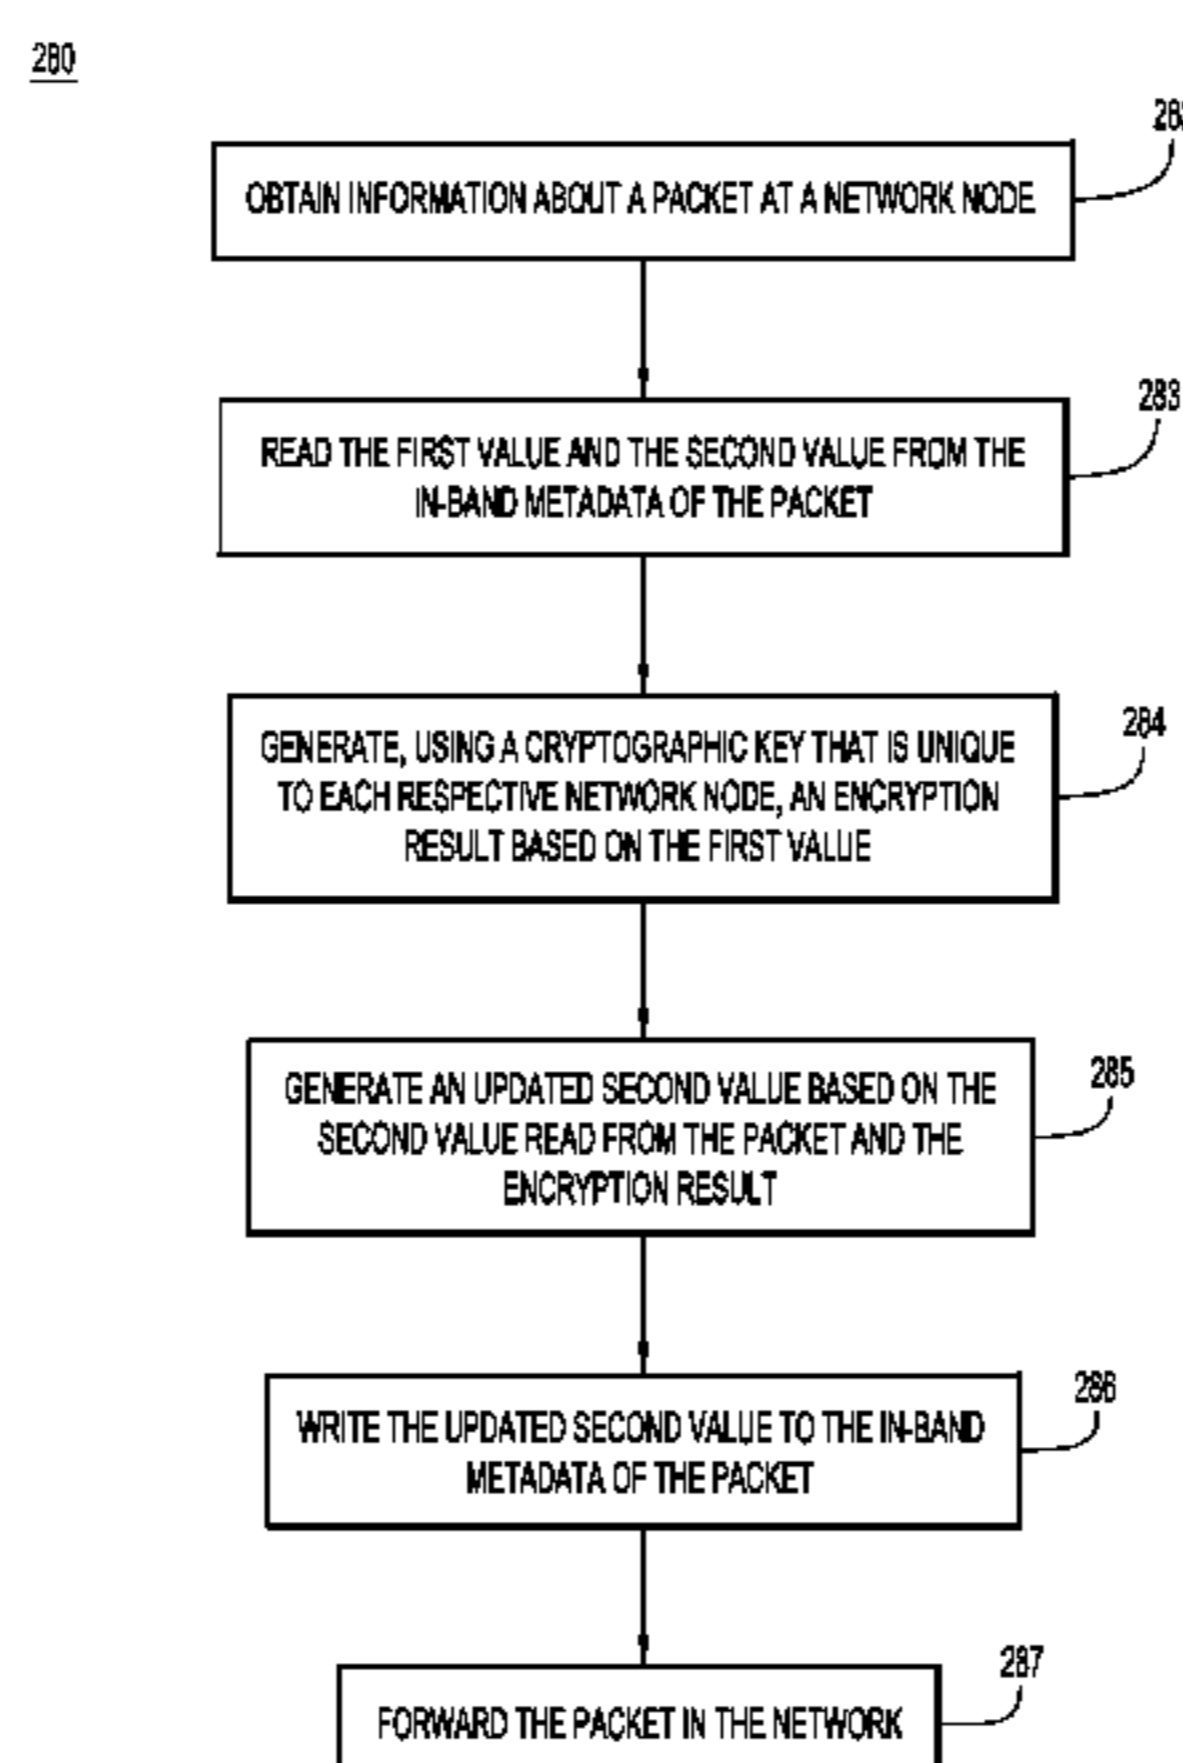 280
OBTAIN INFORMATION ABOUT A PACKET AT A NETWORK NODE
283
READ THE FIRST VALUE AND THE SECOND VALUE FROM THE
IN-BAND METADATA OF THE PACKET
284
GENERATE, USING A CRYPTOGRAPHIC KEY THAT IS UNIQUE
TO EACH RESPECTIVE NETWORK NODE, AN ENCRYPTION
RESULT BASED ON THE FIRST VALUE
285
GENERATE AN UPDATED SECOND VALUE BASED ON THE
SECOND VALUE READ FROM THE PACKET AND THE
ENCRYPTION RESULT
286
WRITE THE UPDATED SECOND VALUE TO THE IN-BAND
METADATA OF THE PACKET
287
FORWARD THE PACKET IN THE NETWORK